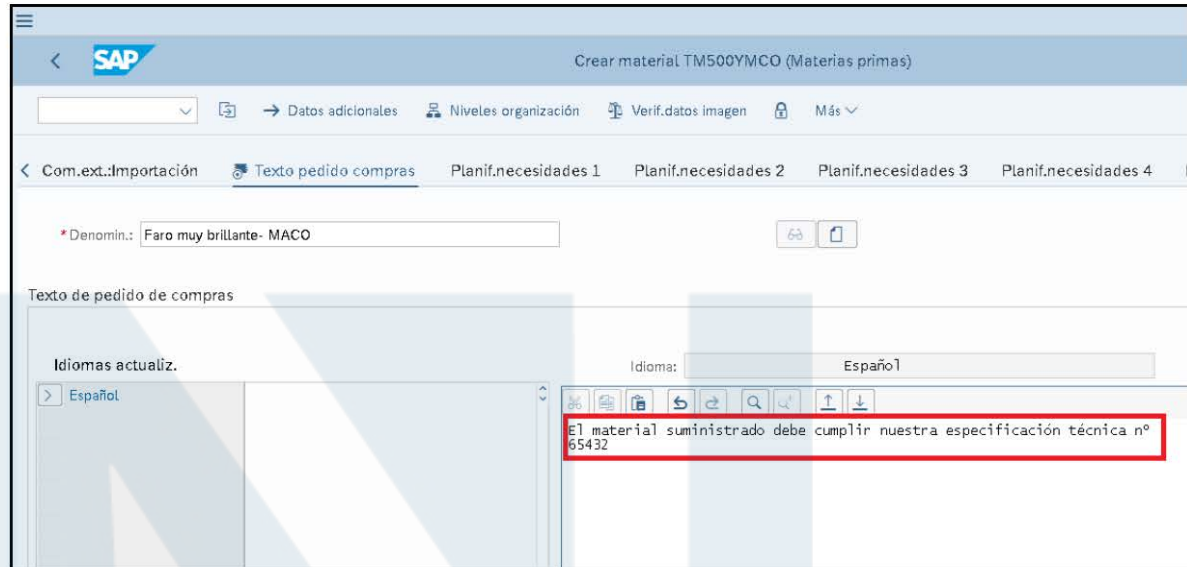 SAP
Crear material TM500YMCO (Materias primas)
Datos adicionales Niveles organización Verif.datos imagen Más
Com.ext.:Importación Texto pedido compras Planif.necesidades 1 Planif.necesidades 2 Planif.necesidades 3 Planif.necesidades 4
*Denomin.: Faro muy brillante- MACO
Texto de pedido de compras
Idiomas actualiz. Idioma: Español
Español
El material suministrado debe cumplir nuestra especificación técnica nº
65432